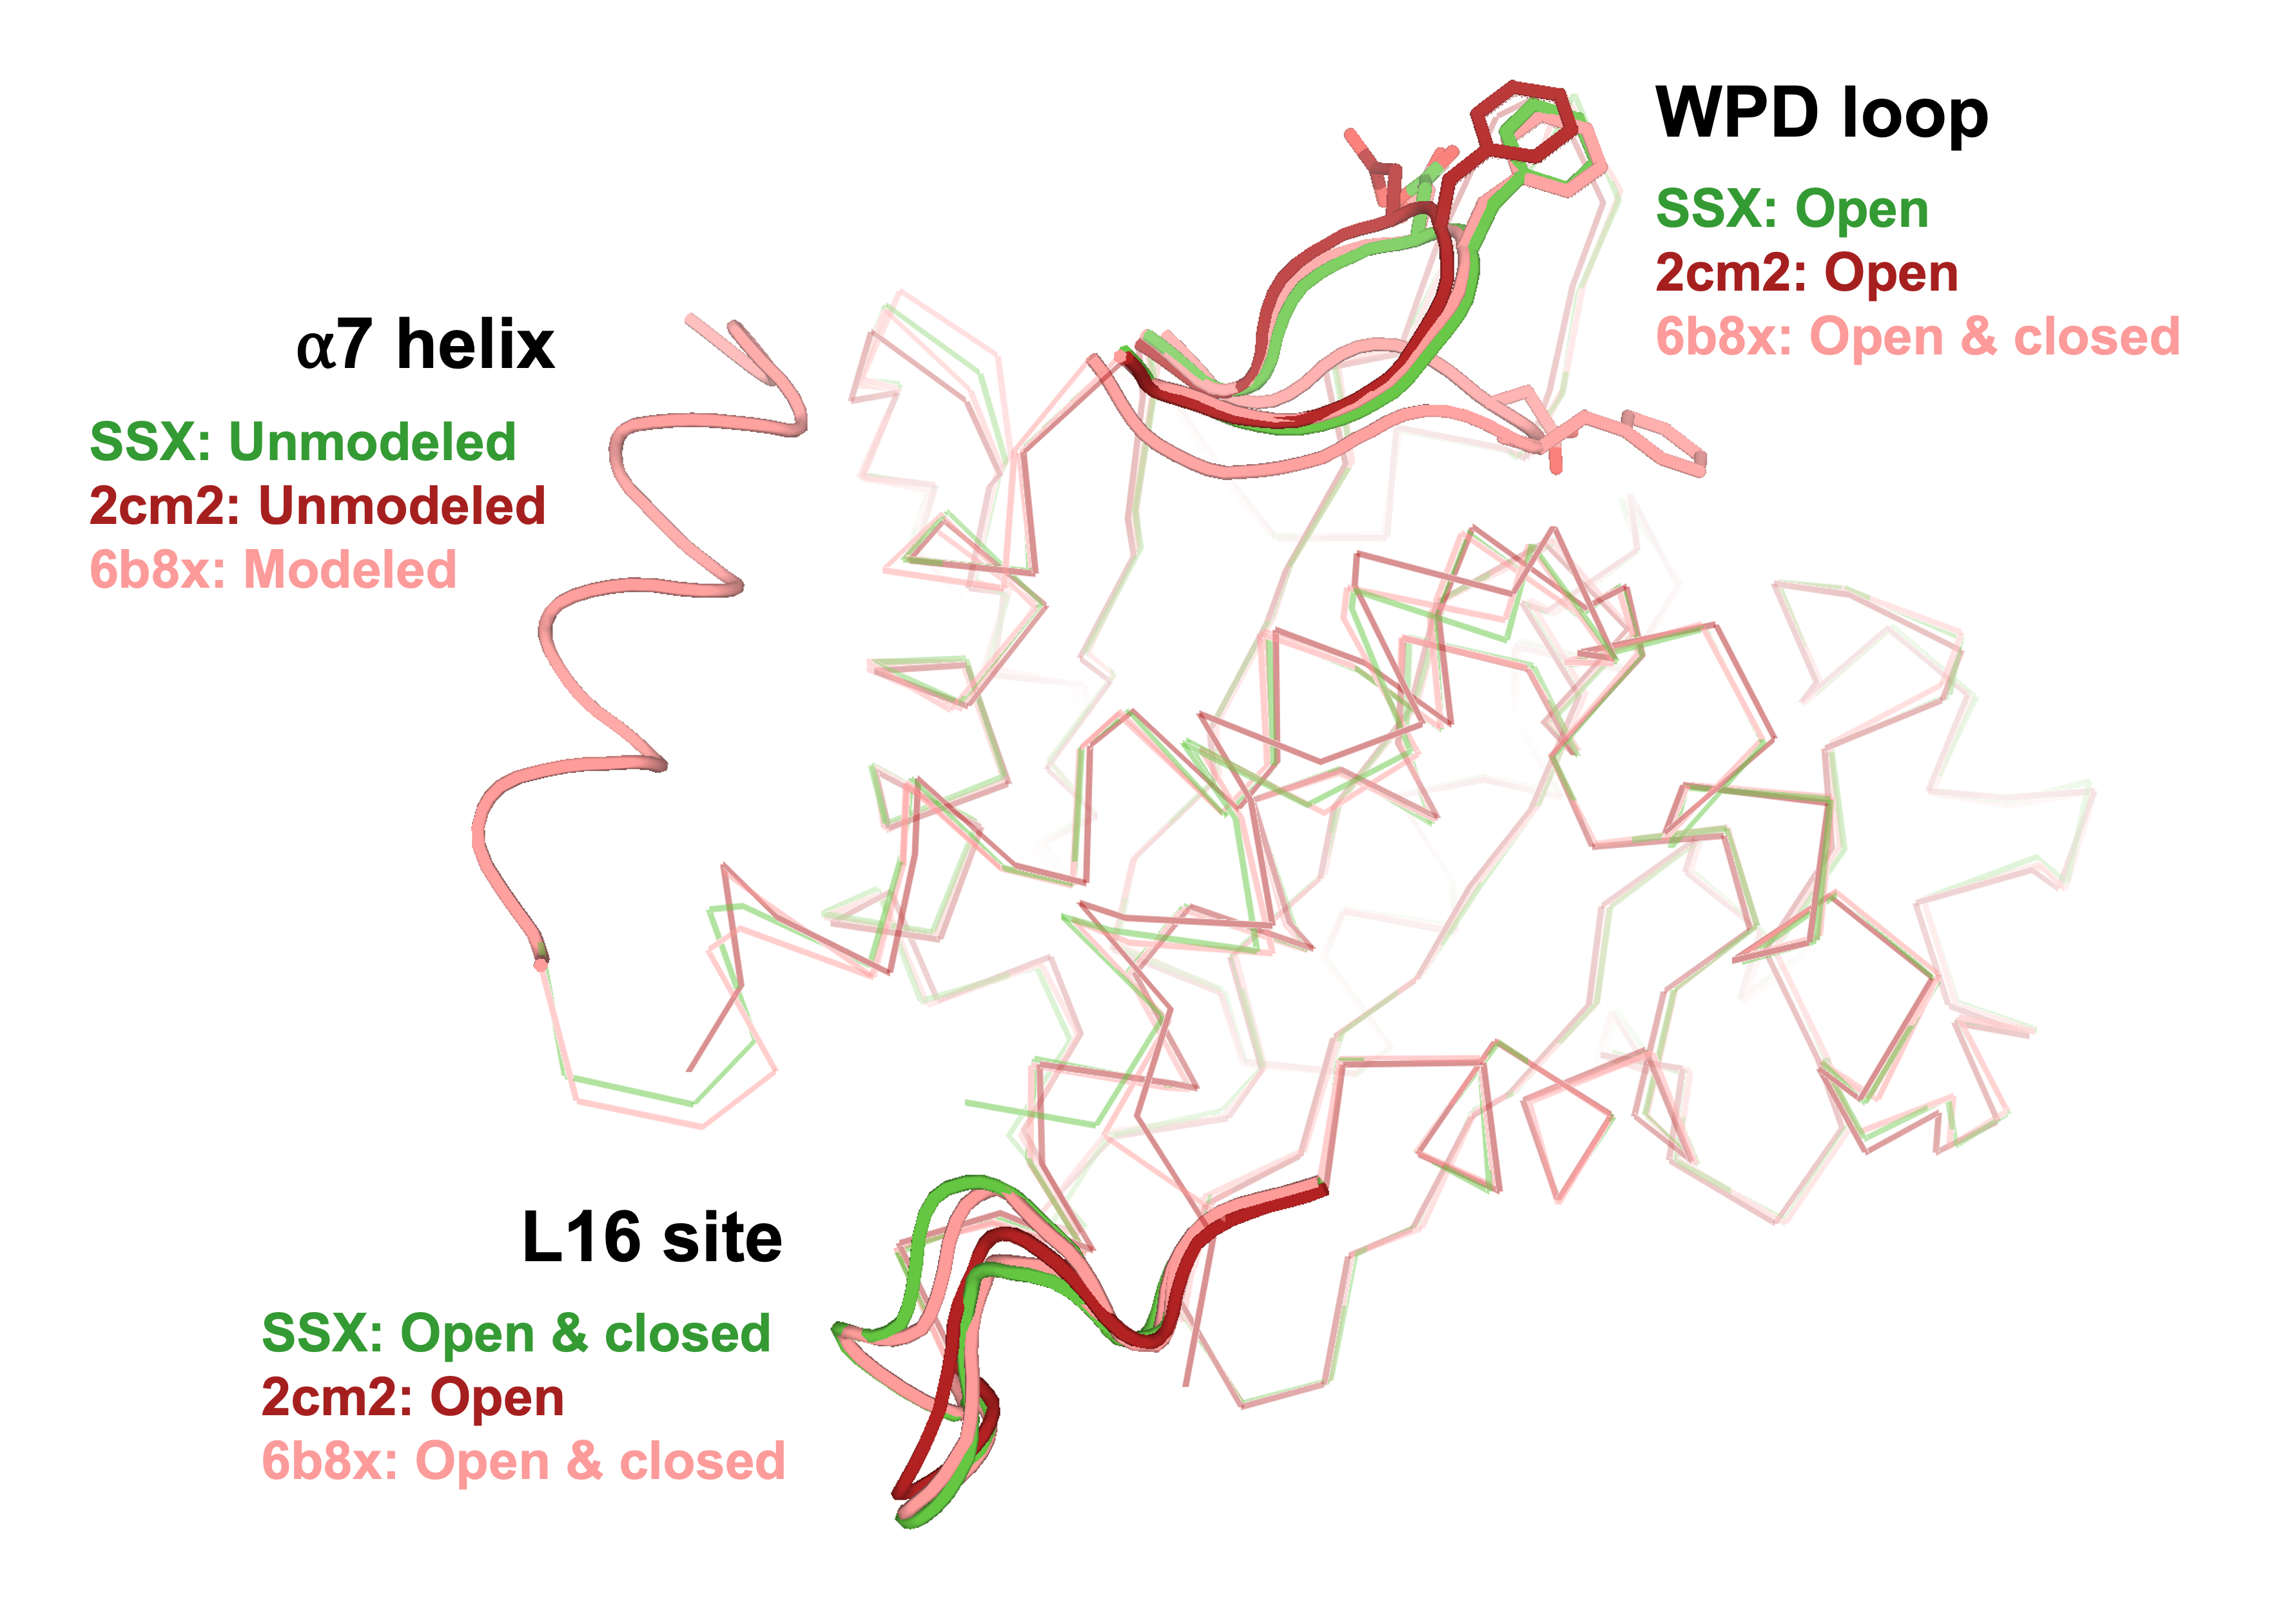 WPD loop
SSX: Open
2cm2: Open
6b8x: Open & closed
α7 helix
SSX: Unmodeled
2cm2: Unmodeled
6b8x: Modeled
L16 site
SSX: Open & closed
2cm2: Open
6b8x: Open & closed